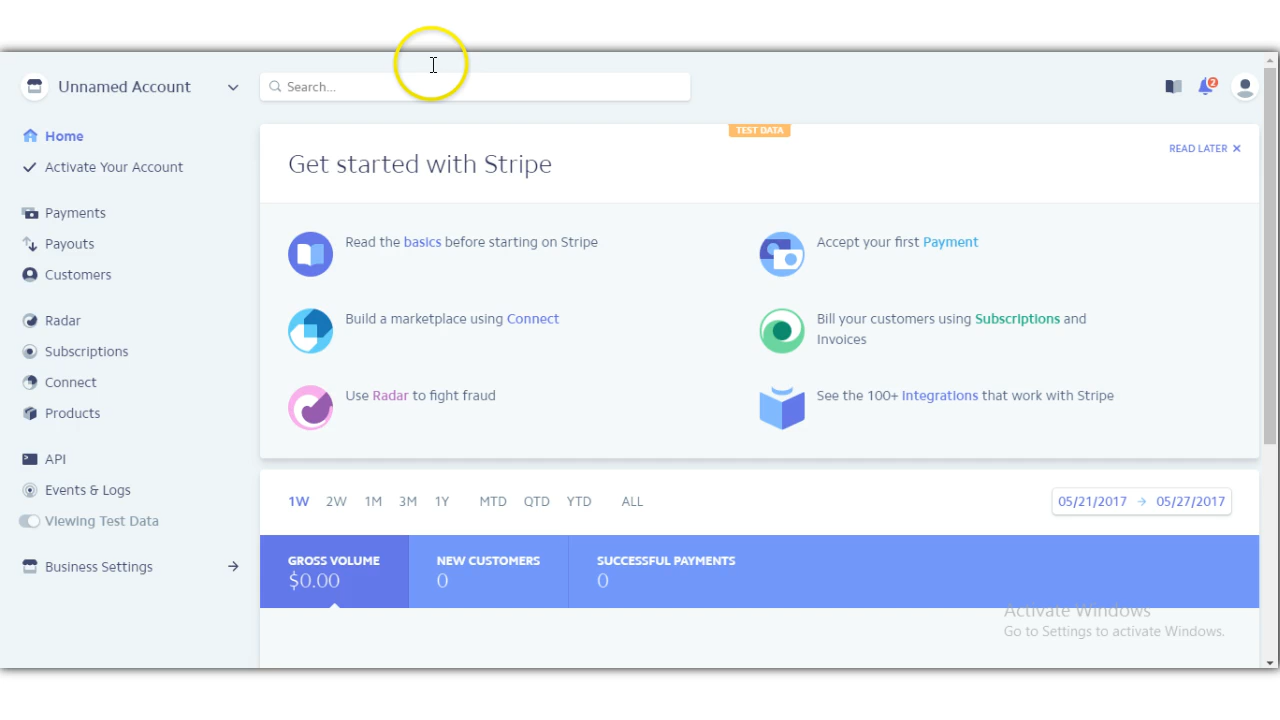 Unnamed Account
Search...
2
Home
Activate Your Account
Payments
Payouts
Customers
Radar
Subscriptions
Connect
Products
API
Events & Logs
Viewing Test Data
Business Settings
TEST DATA
Get started with Stripe
READ LATER
Read the basics before starting on Stripe
Accept your first Payment
Build a marketplace using Connect
Bill your customers using Subscriptions and
Invoices
Use Radar to fight fraud
See the 100+ Integrations that work with Stripe
1W 2W 1M 3M 1Y MTD QTD YTD ALL
05/21/2017 → 05/27/2017
GROSS VOLUME NEW CUSTOMERS SUCCESSFUL PAYMENTS
$0.00 0 0
Activate Windows
Go to Settings to activate Windows.